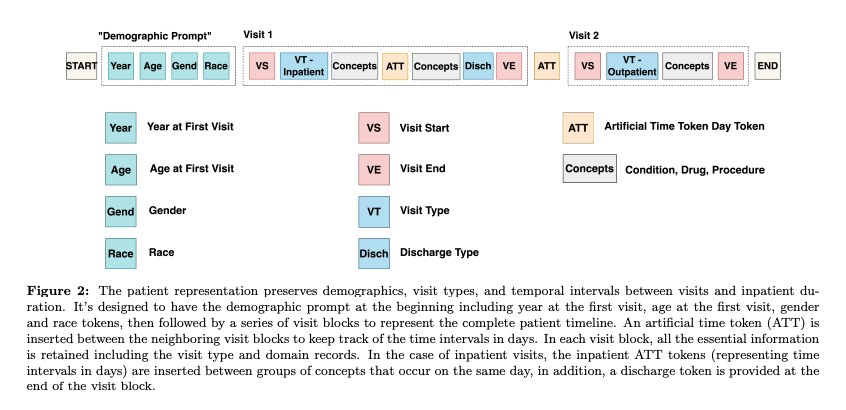 "Demographic Prompt" Visit 1 Visit 2
START Year Age Gend Race VS VT - Inpatient Concepts ATT Concepts Disch VE ATT VS VT - Outpatient Concepts VE END
Year Year at First Visit VS Visit Start ATT Artificial Time Token Day Token
Age Age at First Visit VE Visit End Concepts Condition, Drug, Procedure
Gend Gender VT Visit Type
Race Race Disch Discharge Type
Figure 2: The patient representation preserves demographics, visit types, and temporal intervals between visits and inpatient du-
ration. It's designed to have the demographic prompt at the beginning including year at the first visit, age at the first visit, gender
and race tokens, then followed by a series of visit blocks to represent the complete patient timeline. An artificial time token (ATT) is
inserted between the neighboring visit blocks to keep track of the time intervals in days. In each visit block, all the essential information
is retained including the visit type and domain records. In the case of inpatient visits, the inpatient ATT tokens (representing time
intervals in days) are inserted between groups of concepts that occur on the same day, in addition, a discharge token is provided at the
end of the visit block.